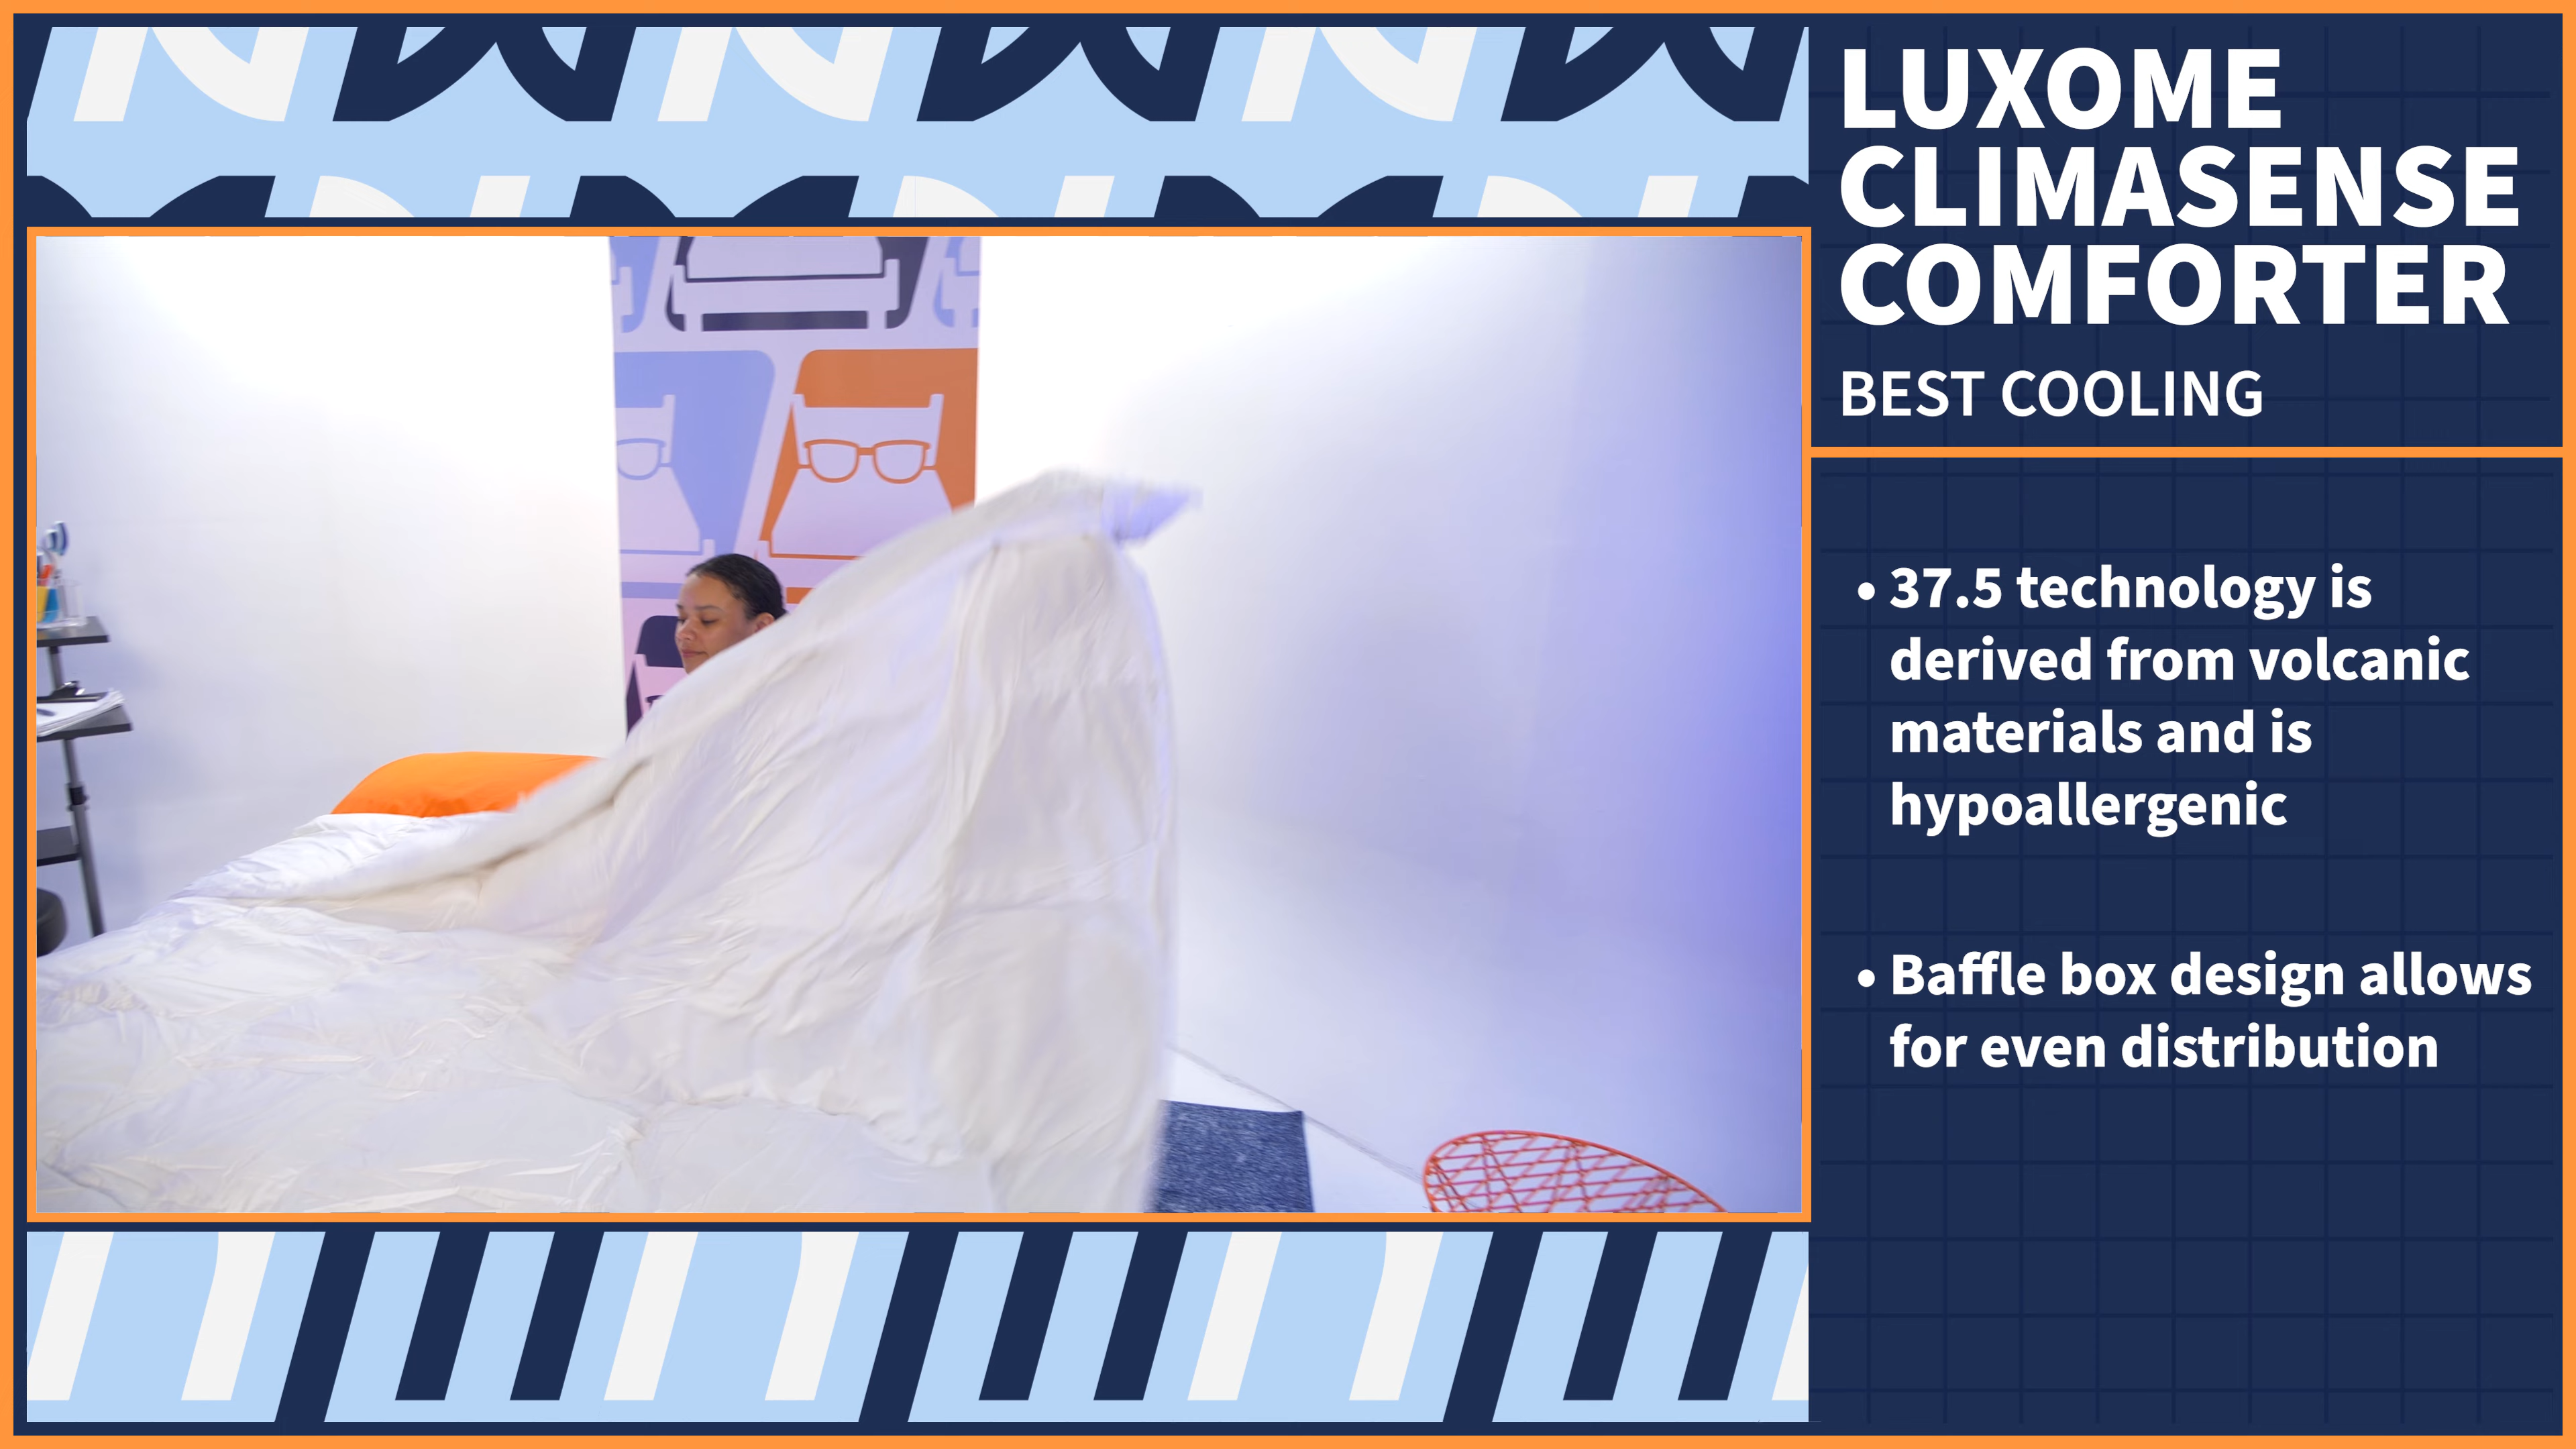 LUXOME
CLIMASENSE
COMFORTER
BEST COOLING
• 37.5 technology is
derived from volcanic
materials and is
hypoallergenic
• Baffle box design allows
for even distribution